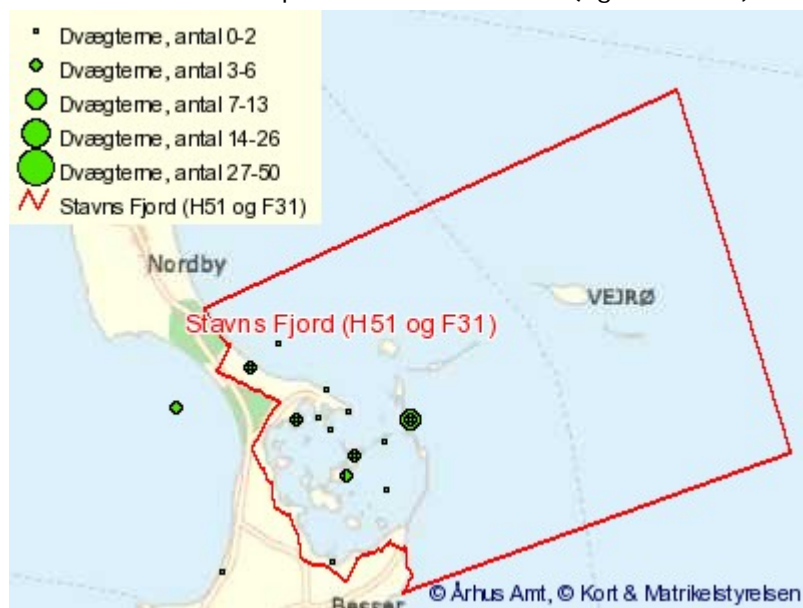 Dværgterne, antal 0-2
Dværgterne, antal 3-6
Dværgterne, antal 7-13
Dværgterne, antal 14-26
Dværgterne, antal 27-50
Stavns Fjord (H51 og F31)
Nordby
VEJRØ
Stavns Fjord (H51 og F31)
Besser
© Århus Amt, © Kort & Matrikelstyrelsen